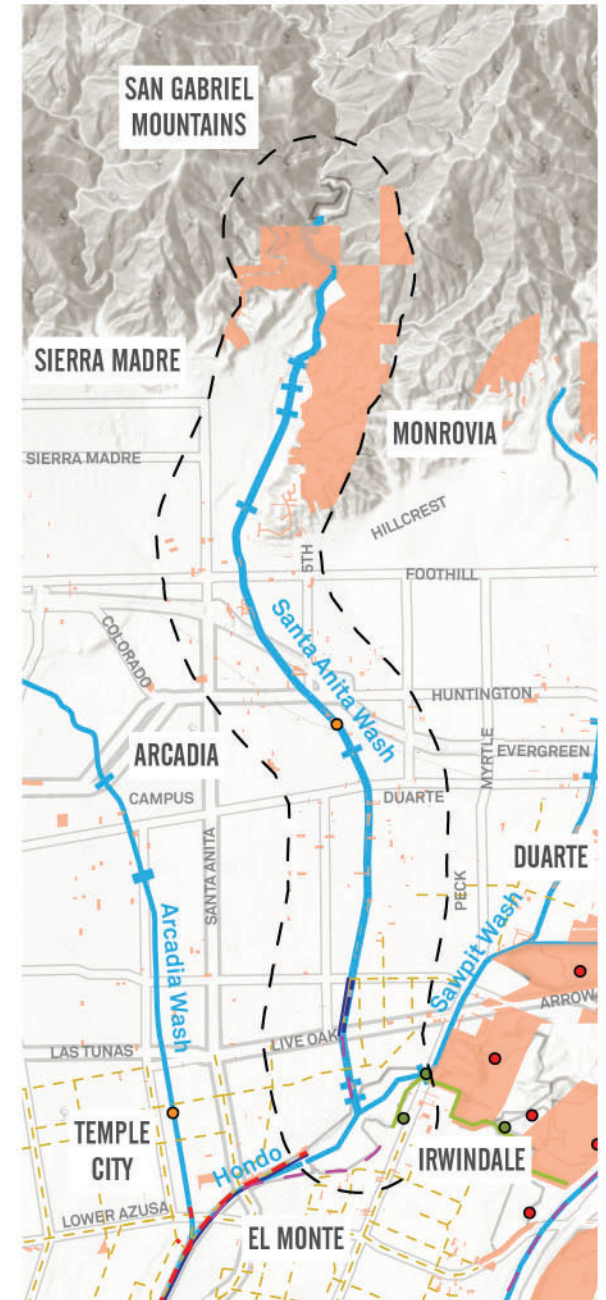 SAN GABRIEL
MOUNTAINS
SIERRA MADRE
MONROVIA
SIERRA MADRE
HILLCREST
5TH
FOOTHILL
COLORADO
Santa Anita Wash
HUNTINGTON
MYRTLE
EVERGREEN
ARCADIA
CAMPUS
DUARTE
SANTA ANITA
DUARTE
PECK
Arcadia Wash
Sawpit Wash
ARROW
LIVE OAK
LAS TUNAS
TEMPLE
CITY
Hondo
IRWINDALE
LOWER AZUSA
EL MONTE